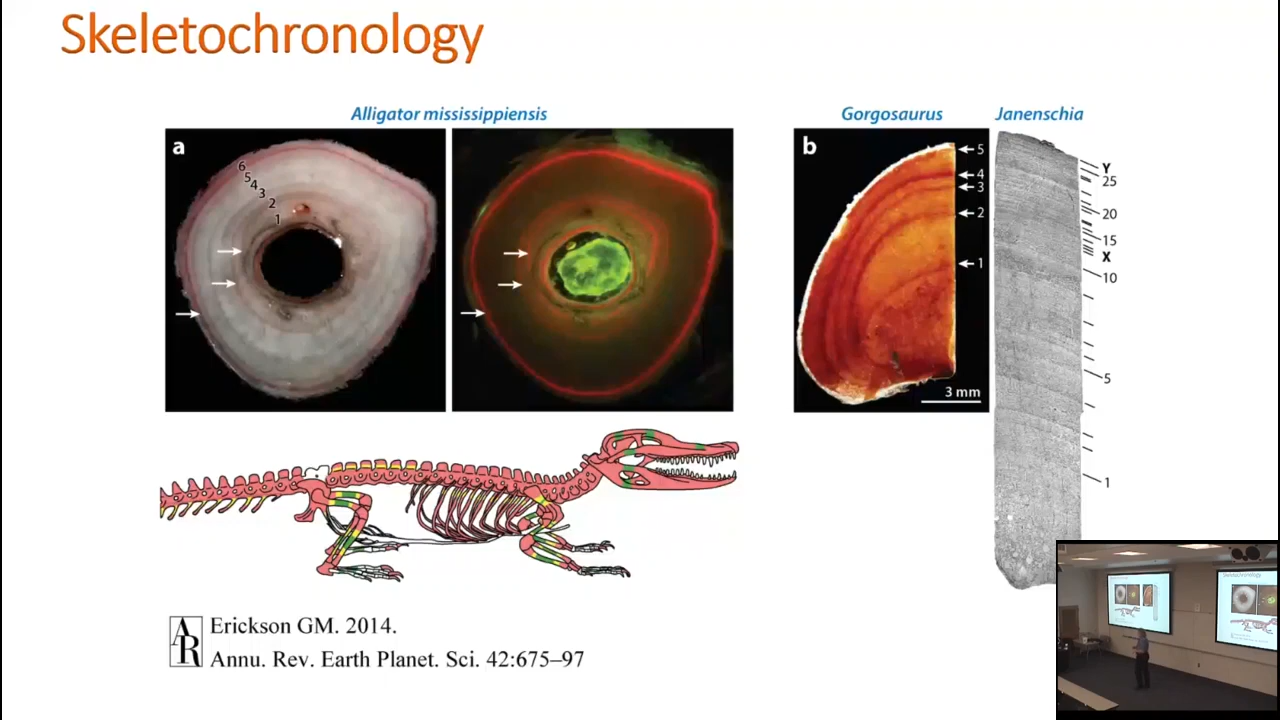 Skeletochronology
Alligator mississippiensis
Gorgosaurus
Janenschia
a
6
5
4
3
2
1
b
5
4
3
2
1
3 mm
Y
25
20
15
X
10
5
1
AR
Erickson GM. 2014.
Annu. Rev. Earth Planet. Sci. 42:675–97
Skeletochronology